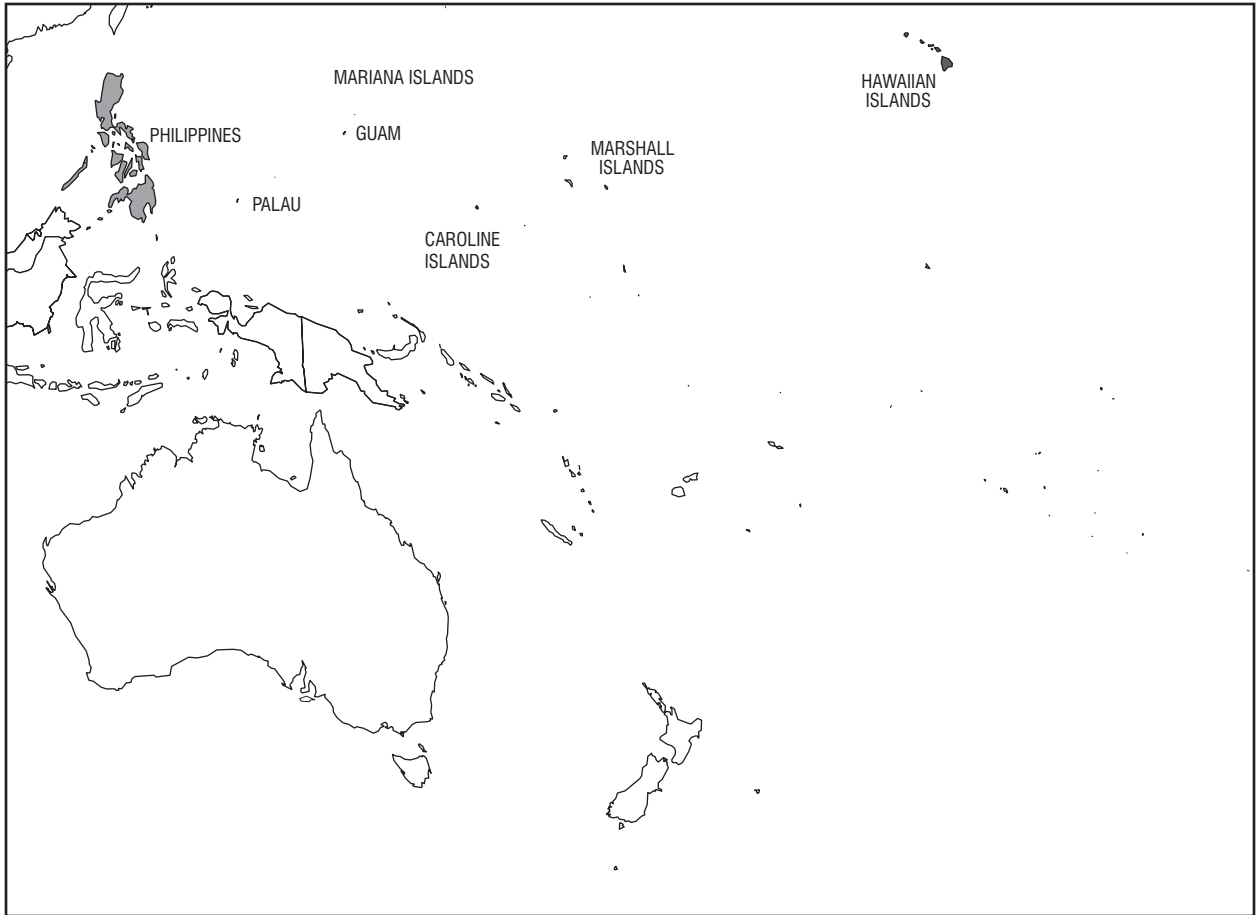 MARIANA ISLANDS
HAWAIIAN
ISLANDS
PHILIPPINES
GUAM
MARSHALL
ISLANDS
PALAU
CAROLINE
ISLANDS